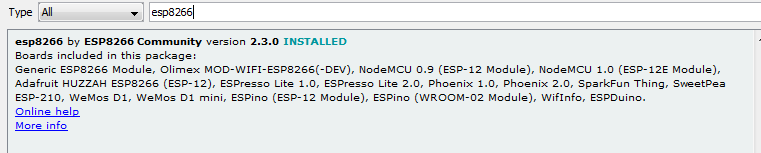 Type All esp8266
esp8266 by ESP8266 Community version 2.3.0 INSTALLED
Boards included in this package:
Generic ESP8266 Module, Olimex MOD-WIFI-ESP8266(-DEV), NodeMCU 0.9 (ESP-12 Module), NodeMCU 1.0 (ESP-12E Module),
Adafruit HUZZAH ESP8266 (ESP-12), ESPresso Lite 1.0, ESPresso Lite 2.0, Phoenix 1.0, Phoenix 2.0, SparkFun Thing, SweetPea
ESP-210, WeMos D1, WeMos D1 mini, ESPino (ESP-12 Module), ESPino (WROOM-02 Module), WifInfo, ESPDuino.
Online help
More info